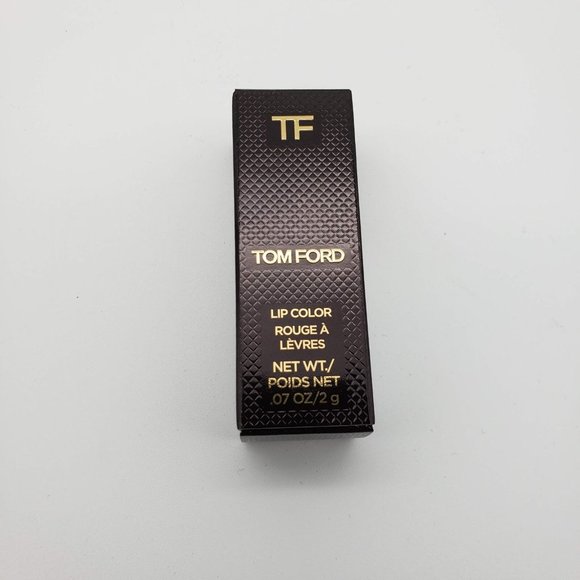 TF
TOM FORD
LIP COLOR
ROUGE À
LÈVRES
NET WT./
POIDS NET
.07 OZ/2 g